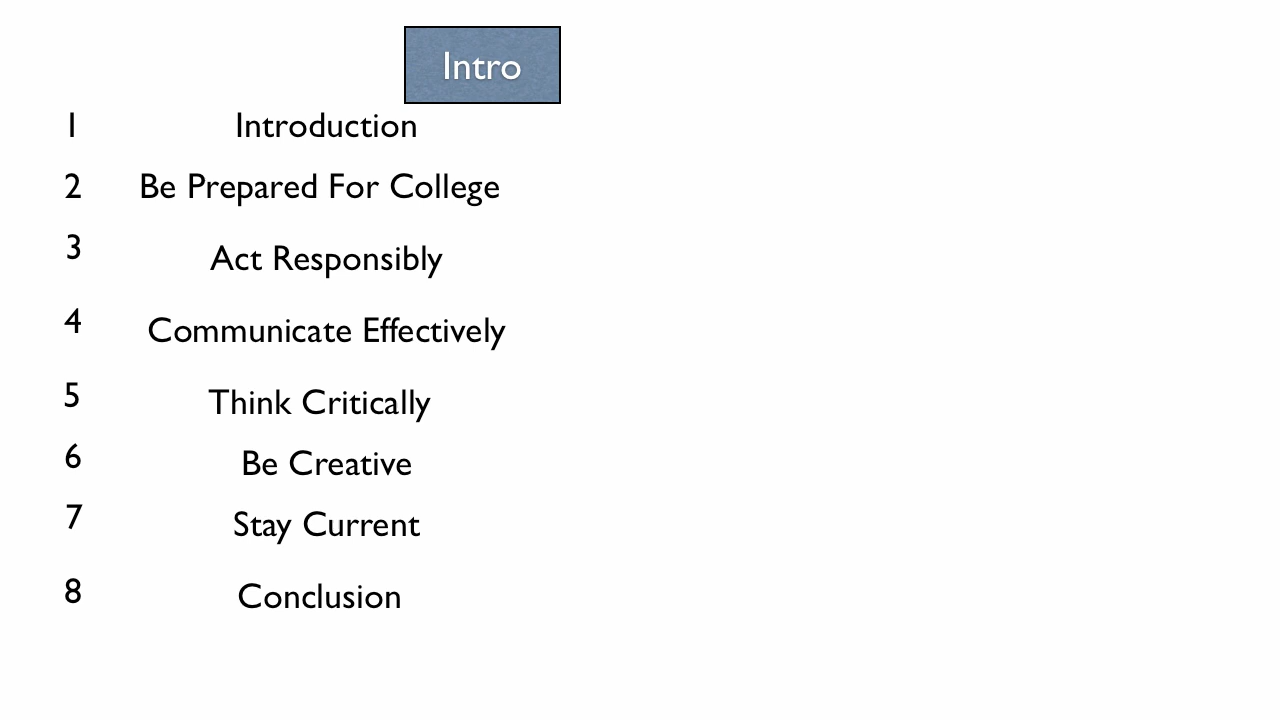 Intro
1 Introduction
2 Be Prepared For College
3 Act Responsibly
4 Communicate Effectively
5 Think Critically
6 Be Creative
7 Stay Current
8 Conclusion